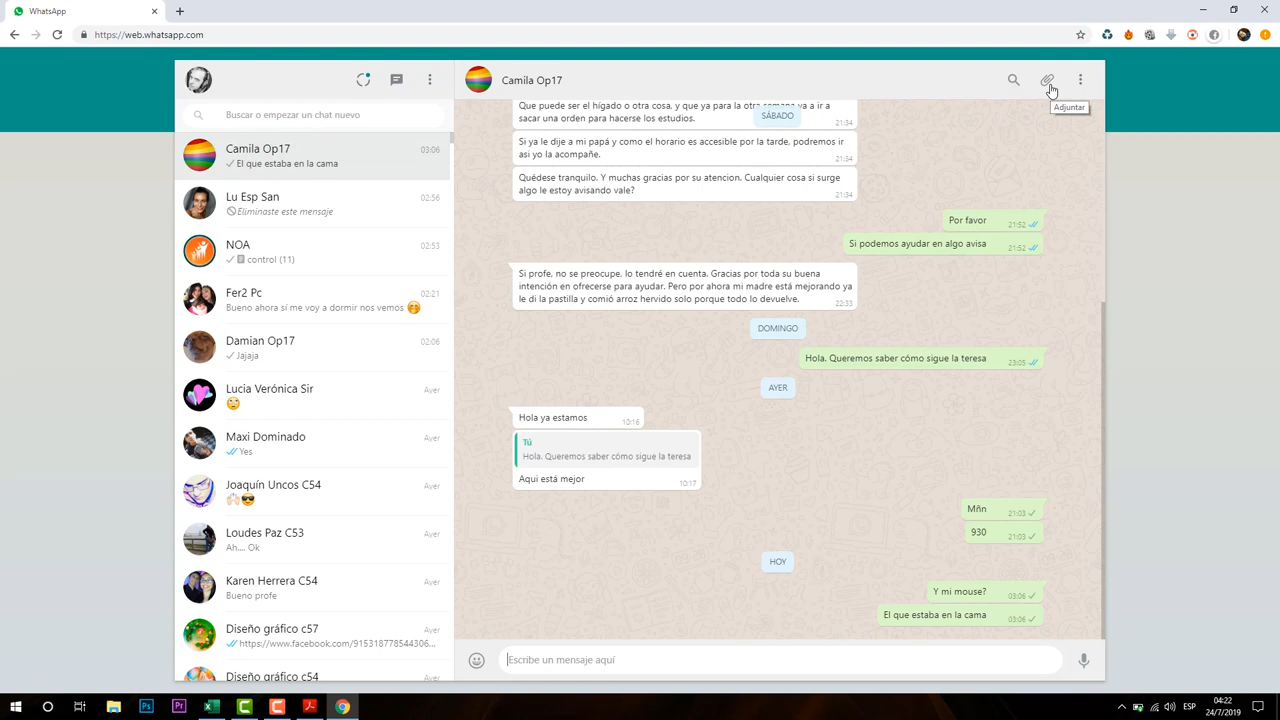 WhatsApp
https://web.whatsapp.com
Camila Op17
Adjuntar
Buscar o empezar un chat nuevo
Camila Op17
03:06
El que estaba en la cama
Lu Esp San
02:56
Eliminaste este mensaje
NOA
02:53
control (11)
Fer2 Pc
02:21
Bueno ahora sí me voy a dormir nos vemos
Damian Op17
02:06
Jajaja
Lucia Verónica Sir
Ayer
Maxi Dominado
Ayer
Yes
Joaquín Uncos C54
Ayer
Loudes Paz C53
Ayer
Ah.... Ok
Karen Herrera C54
Ayer
Bueno profe
Diseño gráfico c57
Ayer
https://www.facebook.com/915318778544306...
Diseño gráfico c54
Ayer
Que puede ser el hígado o otra cosa, y que ya para la otra semana va a ir a
sacar una orden para hacerse los estudios.
21:34
SÁBADO
Si ya le dije a mi papá y como el horario es accesible por la tarde, podremos ir
asi yo la acompañe.
21:34
Quédese tranquilo. Y muchas gracias por su atencion. Cualquier cosa si surge
algo le estoy avisando vale?
21:34
Por favor
21:52
Si podemos ayudar en algo avisa
21:52
Si profe, no se preocupe, lo tendré en cuenta. Gracias por toda su buena
intención en ofrecerse para ayudar. Pero por ahora mi madre está mejorando ya
le di la pastilla y comió arroz hervido solo porque todo lo devuelve.
22:33
DOMINGO
Hola. Queremos saber cómo sigue la teresa
23:05
AYER
Hola ya estamos
10:16
Tú
Hola. Queremos saber cómo sigue la teresa
Aqui está mejor
10:17
Mñn
21:03
930
21:03
HOY
Y mi mouse?
03:06
El que estaba en la cama
03:06
Escribe un mensaje aquí
Ps
Pr
ESP
04:22
24/7/2019